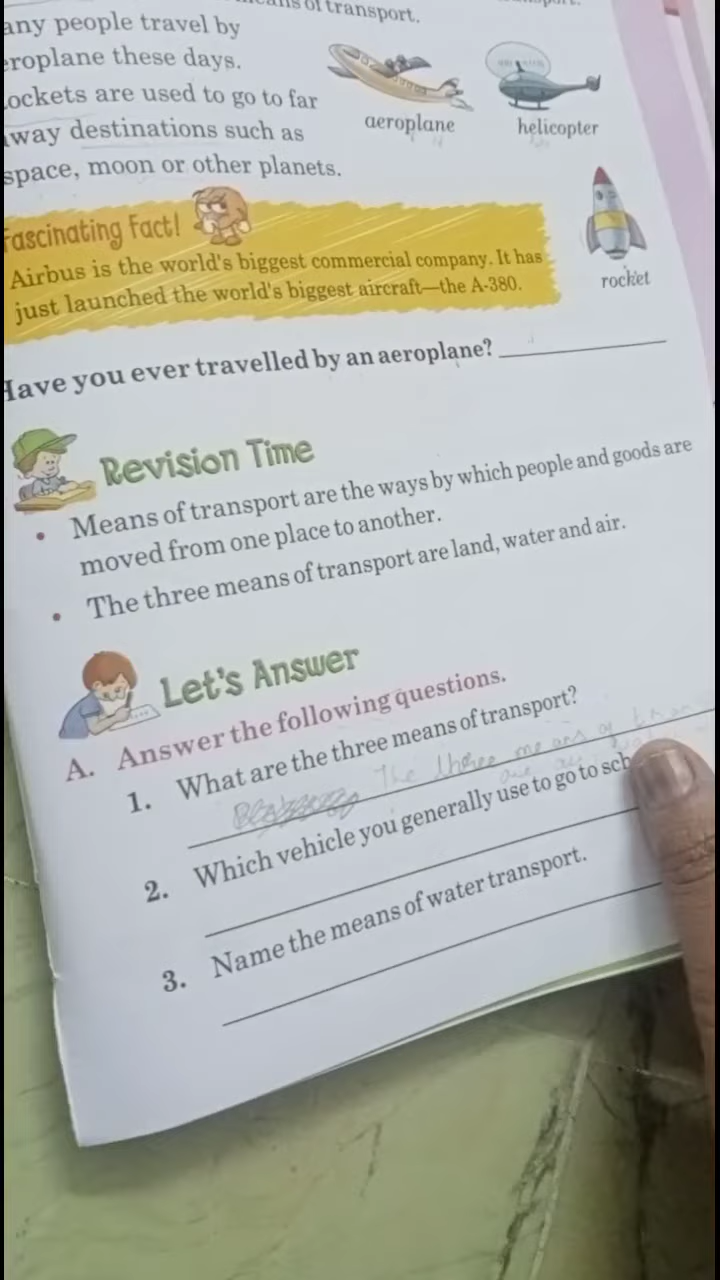 means of transport.
any people travel by
eroplane these days.
ockets are used to go to far
way destinations such as
space, moon or other planets.
aeroplane
helicopter
Fascinating Fact!
Airbus is the world's biggest commercial company. It has
just launched the world's biggest aircraft—the A-380.
rocket
Have you ever travelled by an aeroplane?
Revision Time
• Means of transport are the ways by which people and goods are
moved from one place to another.
• The three means of transport are land, water and air.
Let's Answer
A. Answer the following questions.
1. What are the three means of transport?
The three means of
2. Which vehicle you generally use to go to sch
3. Name the means of water transport.